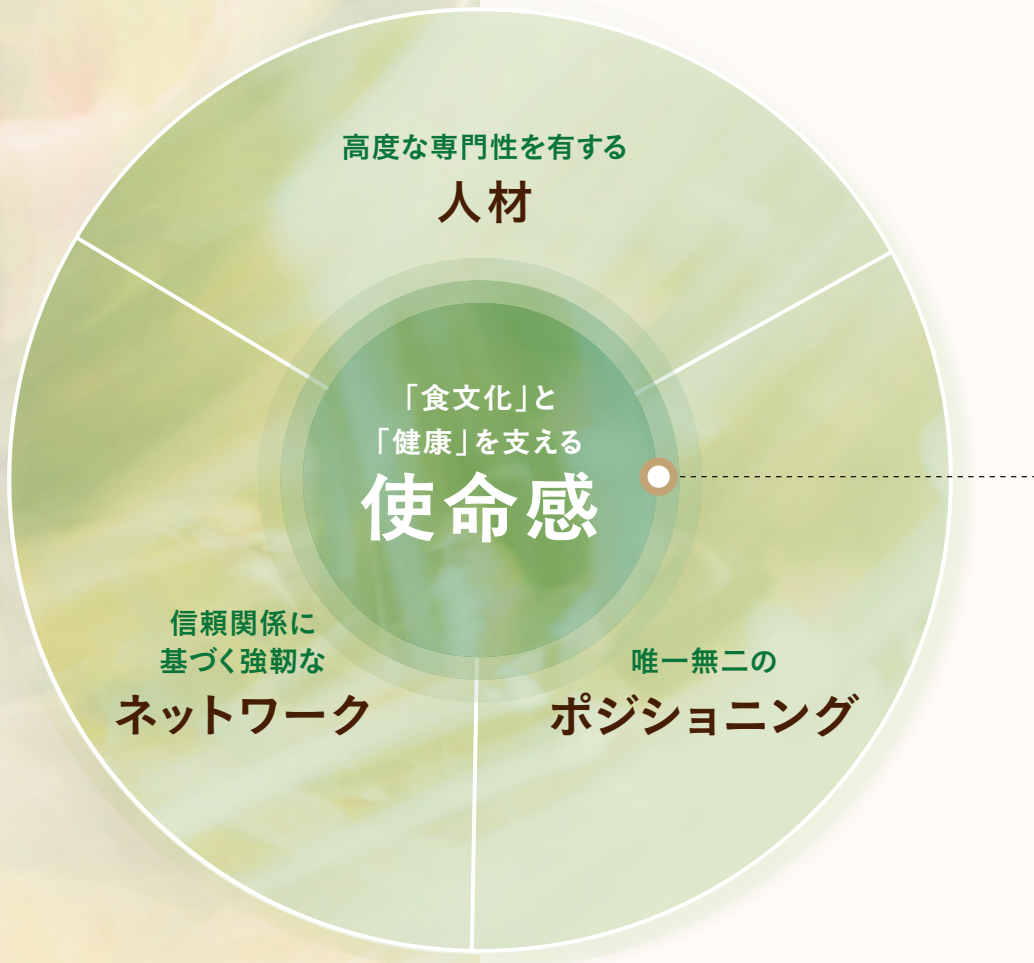 高度な専門性を有する
人材
「食文化」と
「健康」を支える
使命感
信頼関係に
基づく強靭な
ネットワーク
唯一無二の
ポジショニング